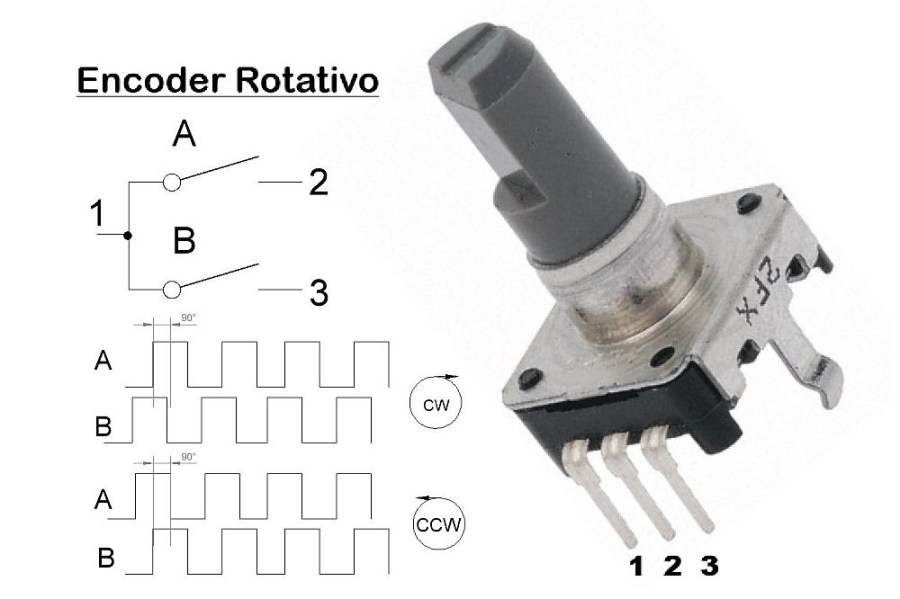 Encoder Rotativo
A
2
1
B
3
90°
A
CW
B
90°
A
CCW
B
2FX
1 2 3